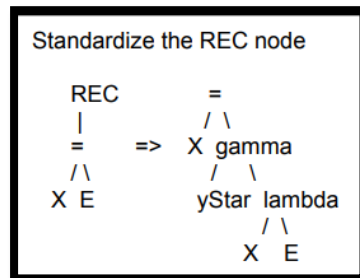 Standardize the REC node
REC =
| / \
= => X gamma
/ \ / \
X E yStar lambda
/ \
X E